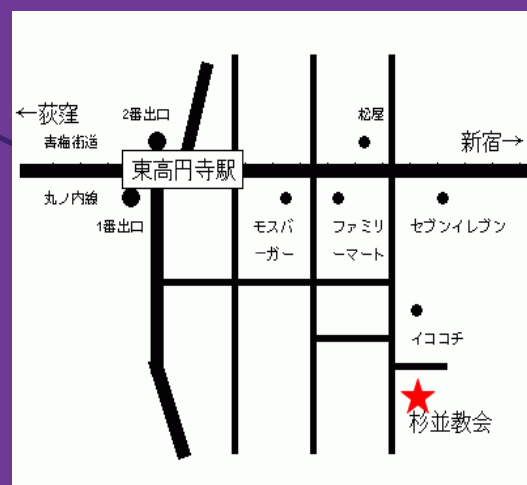 ←荻窪
2番出口
松屋
青梅街道
新宿→
東高円寺駅
丸ノ内線
1番出口
モスバ
ーガー
ファミリ
ーマート
セブンイレブン
イココチ
杉並教会